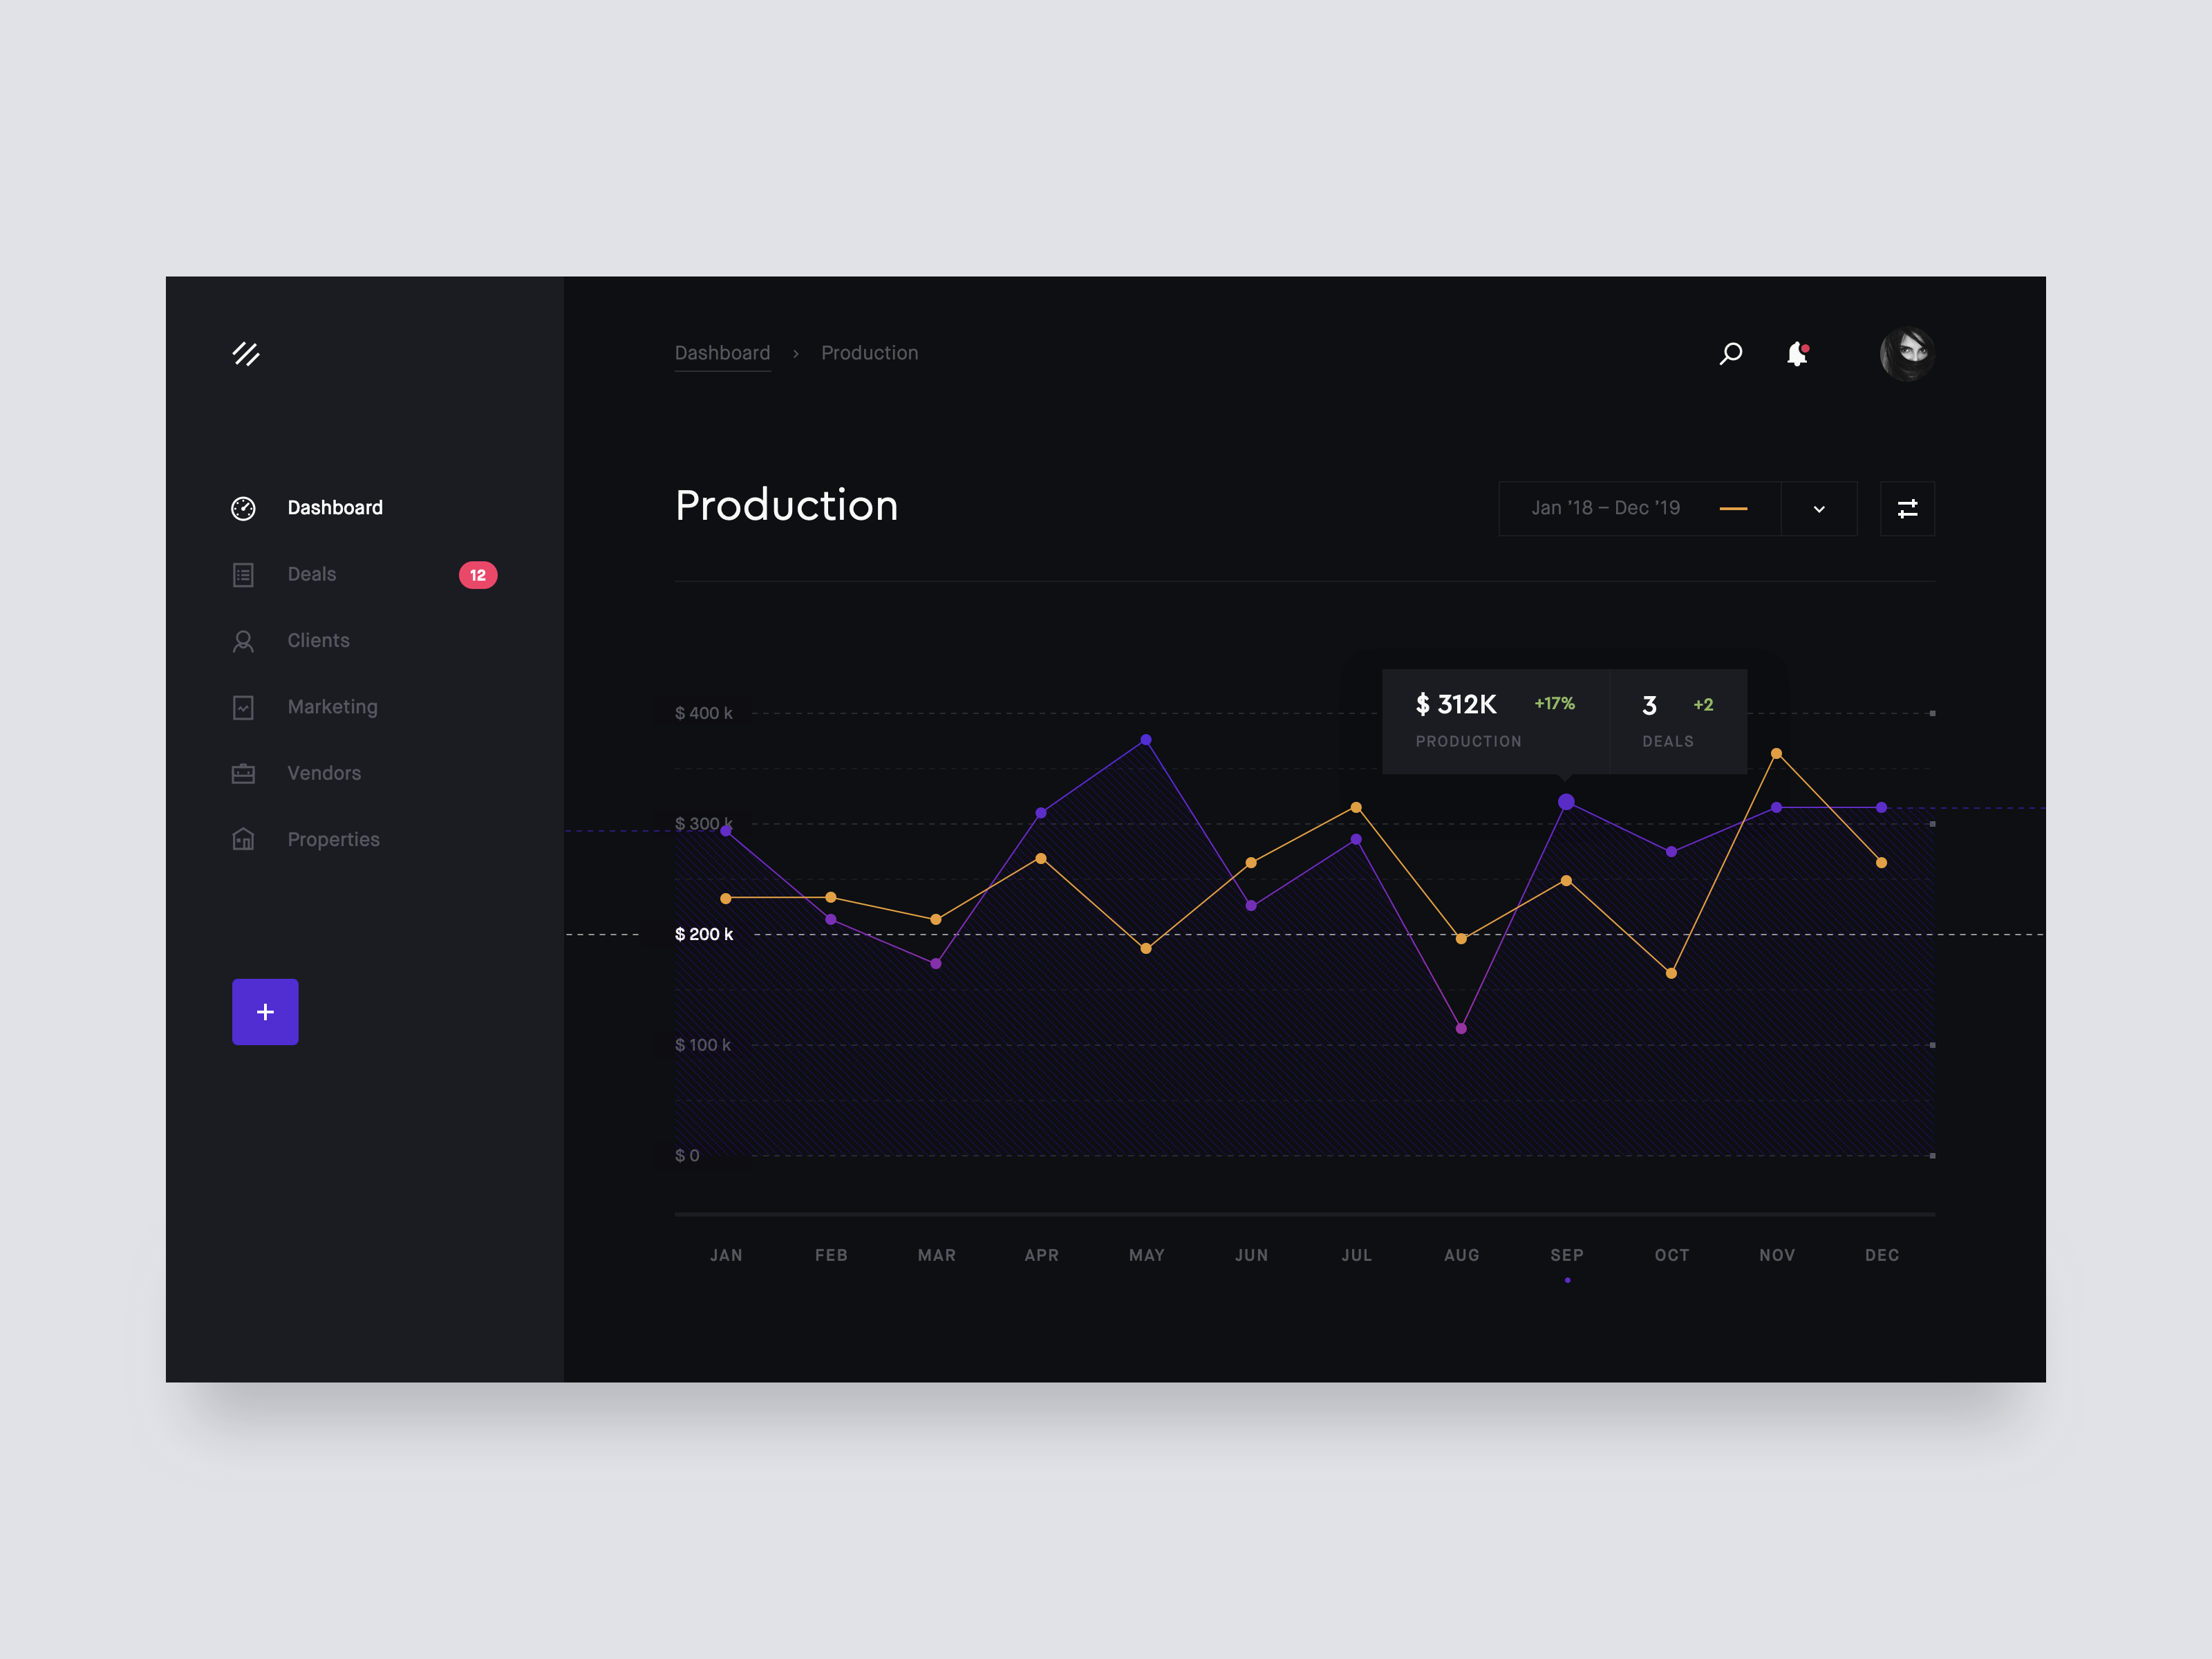 Dashboard > Production
Dashboard
Deals 12
Clients
Marketing
Vendors
Properties
+
Production
Jan ’18 – Dec ’19
$ 312K +17% 3 +2
PRODUCTION DEALS
$ 400 k
$ 300 k
$ 200 k
$ 100 k
$ 0
JAN FEB MAR APR MAY JUN JUL AUG SEP OCT NOV DEC